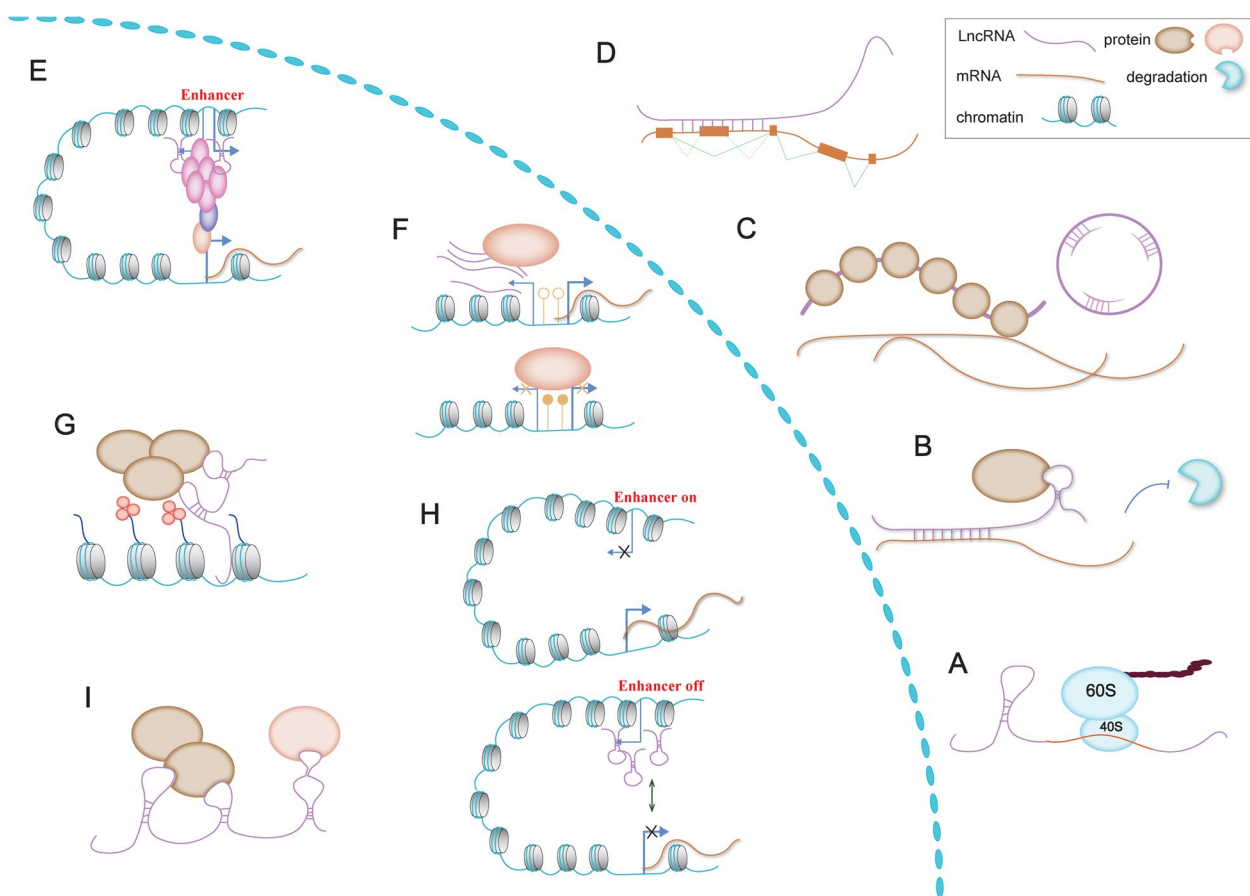 LncRNA
protein
mRNA
degradation
chromatin
D
E
Enhancer
F
C
G
B
H
Enhancer on
A
60S
40S
I
Enhancer off